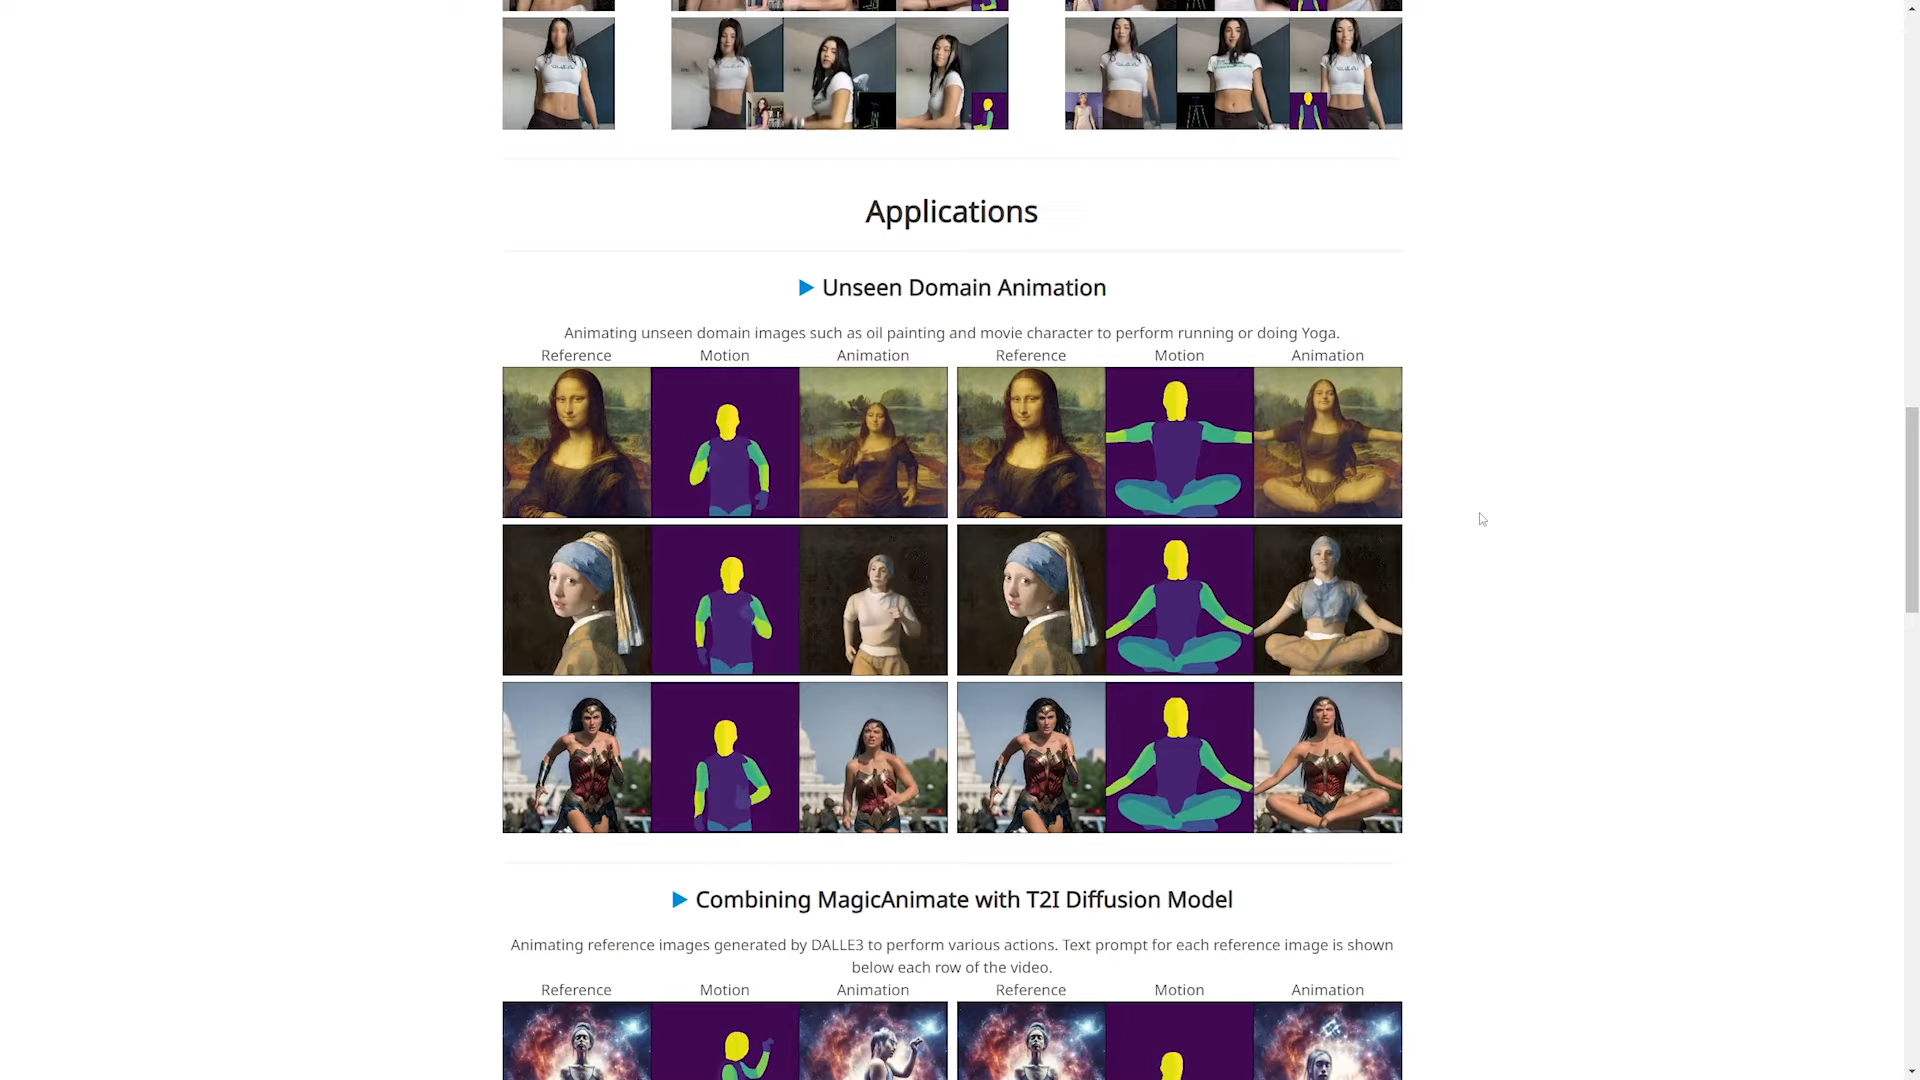 Applications
Unseen Domain Animation
Animating unseen domain images such as oil painting and movie character to perform running or doing Yoga.
Reference Motion Animation Reference Motion Animation
Combining MagicAnimate with T2I Diffusion Model
Animating reference images generated by DALLE3 to perform various actions. Text prompt for each reference image is shown
below each row of the video.
Reference Motion Animation Reference Motion Animation